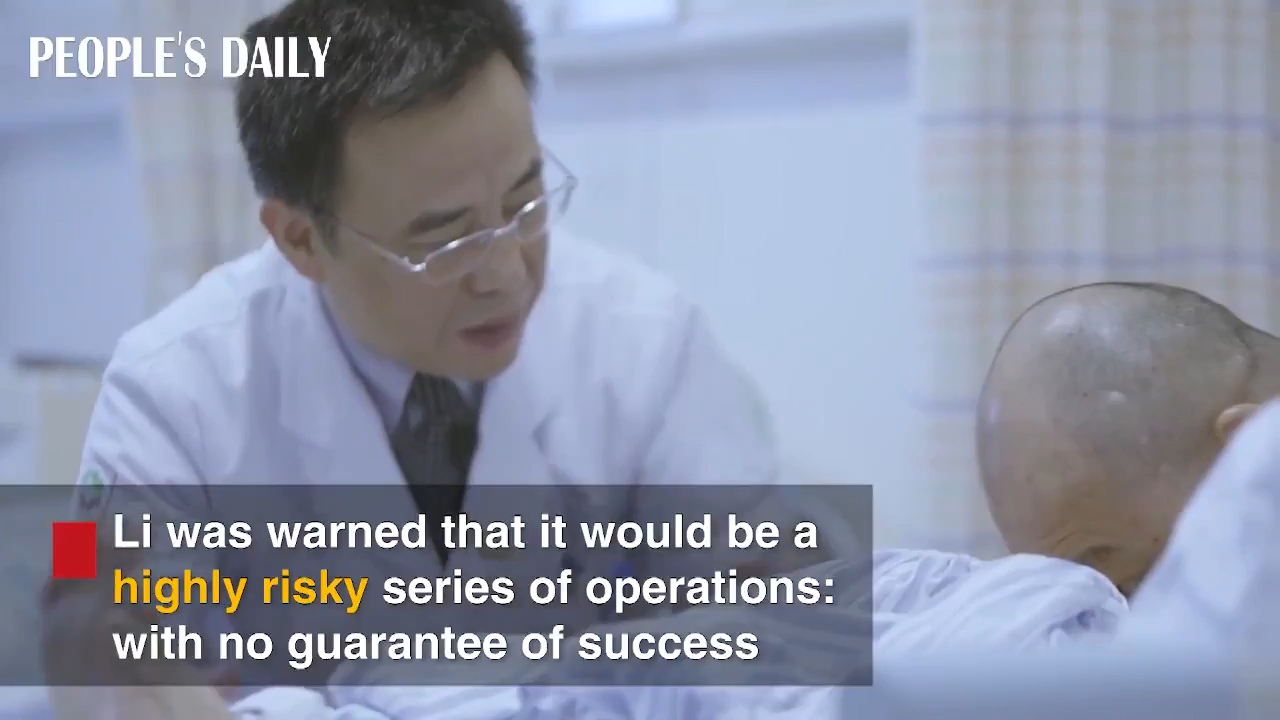 PEOPLE'S DAILY
Li was warned that it would be a
highly risky series of operations:
with no guarantee of success